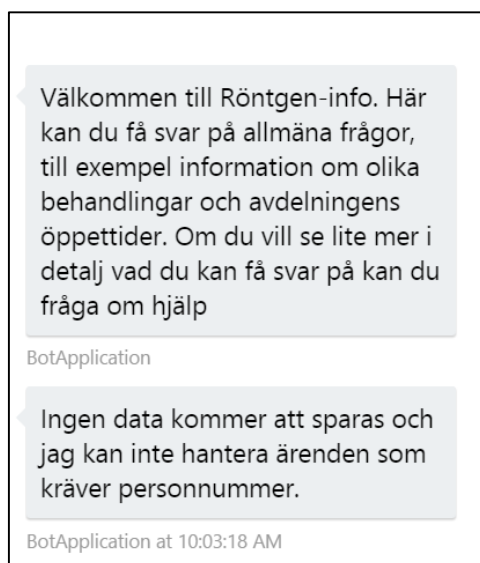 Välkommen till Röntgen-info. Här
kan du få svar på allmäna frågor,
till exempel information om olika
behandlingar och avdelningens
öppettider. Om du vill se lite mer i
detalj vad du kan få svar på kan du
fråga om hjälp
BotApplication
Ingen data kommer att sparas och
jag kan inte hantera ärenden som
kräver personnummer.
BotApplication at 10:03:18 AM